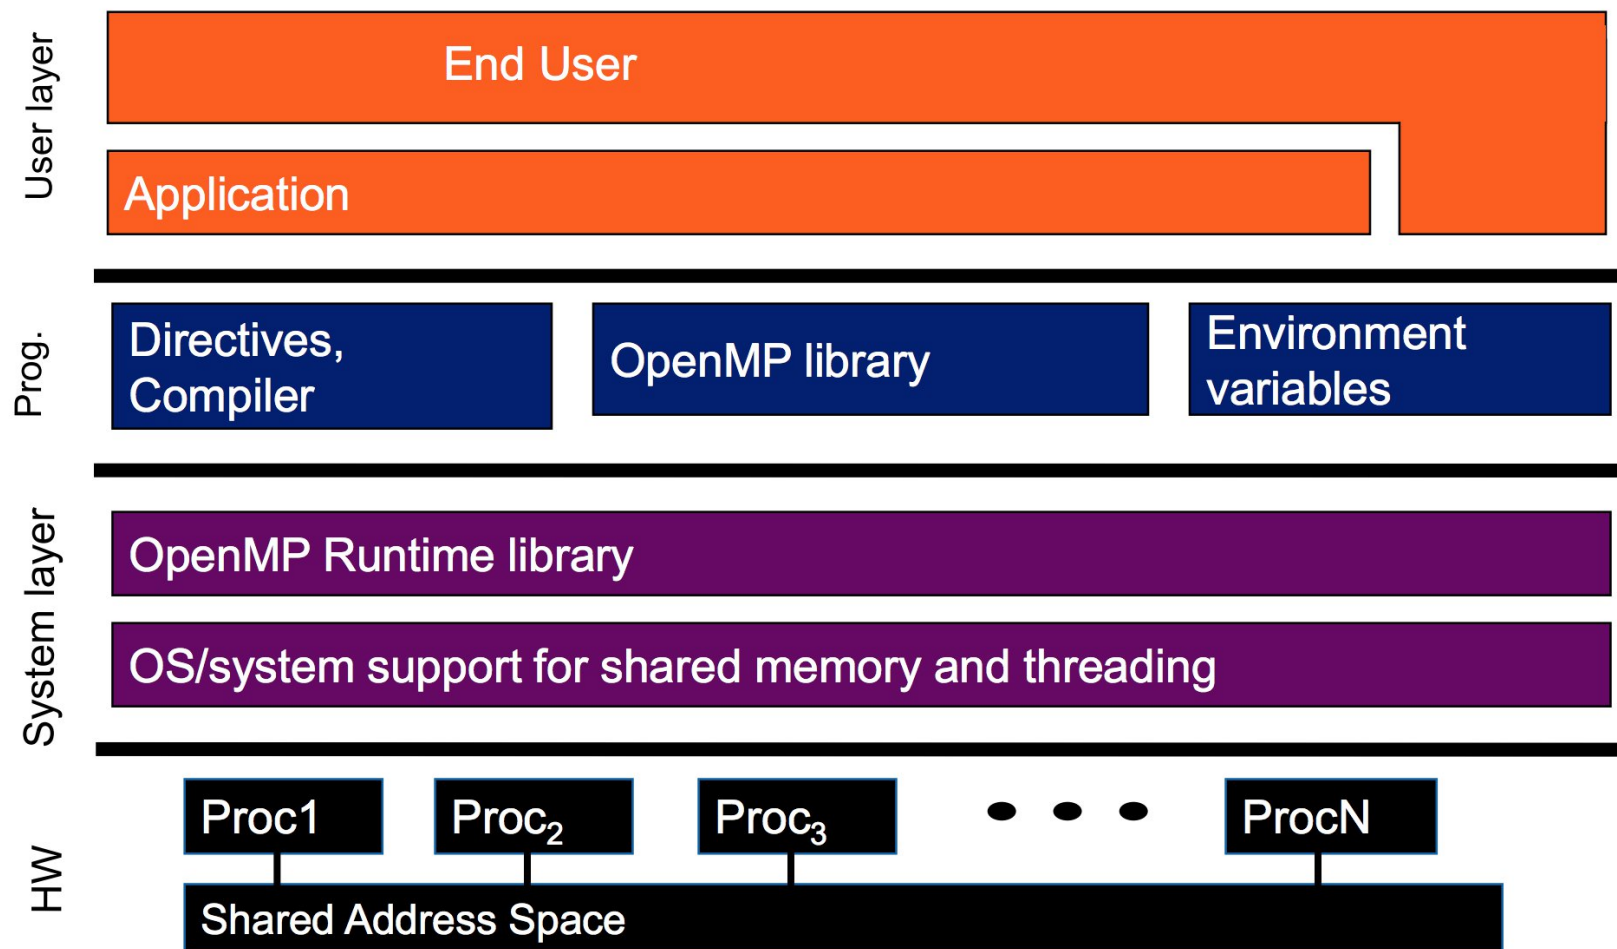 User layer
End User
Application
Prog.
Directives,
Compiler
OpenMP library
Environment
variables
System layer
OpenMP Runtime library
OS/system support for shared memory and threading
HW
Proc1
Proc₂
Proc₃
ProcN
Shared Address Space